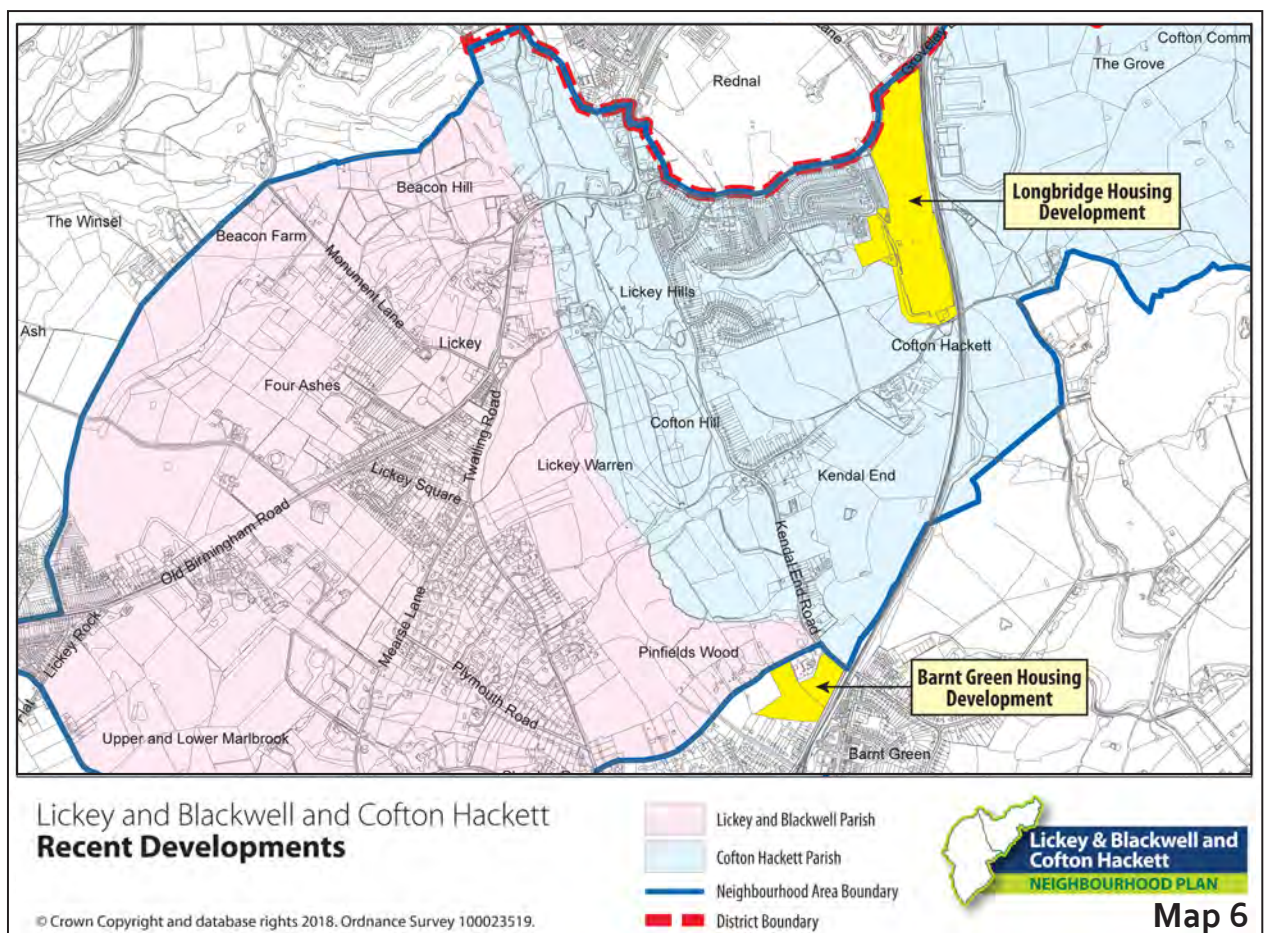 Cofton Comm
The Grove
Rednal
Groveley
Lane
Longbridge Housing
Development
Beacon Hill
The Winsel
Beacon Farm
Monument Lane
Lickey Hills
Ash
Lickey
Cofton Hackett
Four Ashes
Twatling Road
Cofton Hill
Lickey Warren
Lickey Square
Kendal End
Old Birmingham Road
Kendal End Road
Mearse Lane
Lickey Rock
Pinfields Wood
Plymouth Road
Barnt Green Housing
Development
Upper and Lower Marlbrook
Barnt Green
Lickey and Blackwell and Cofton Hackett
Recent Developments
© Crown Copyright and database rights 2018. Ordnance Survey 100023519.
Lickey and Blackwell Parish
Cofton Hackett Parish
Neighbourhood Area Boundary
District Boundary
Lickey & Blackwell and
Cofton Hackett
NEIGHBOURHOOD PLAN
Map 6